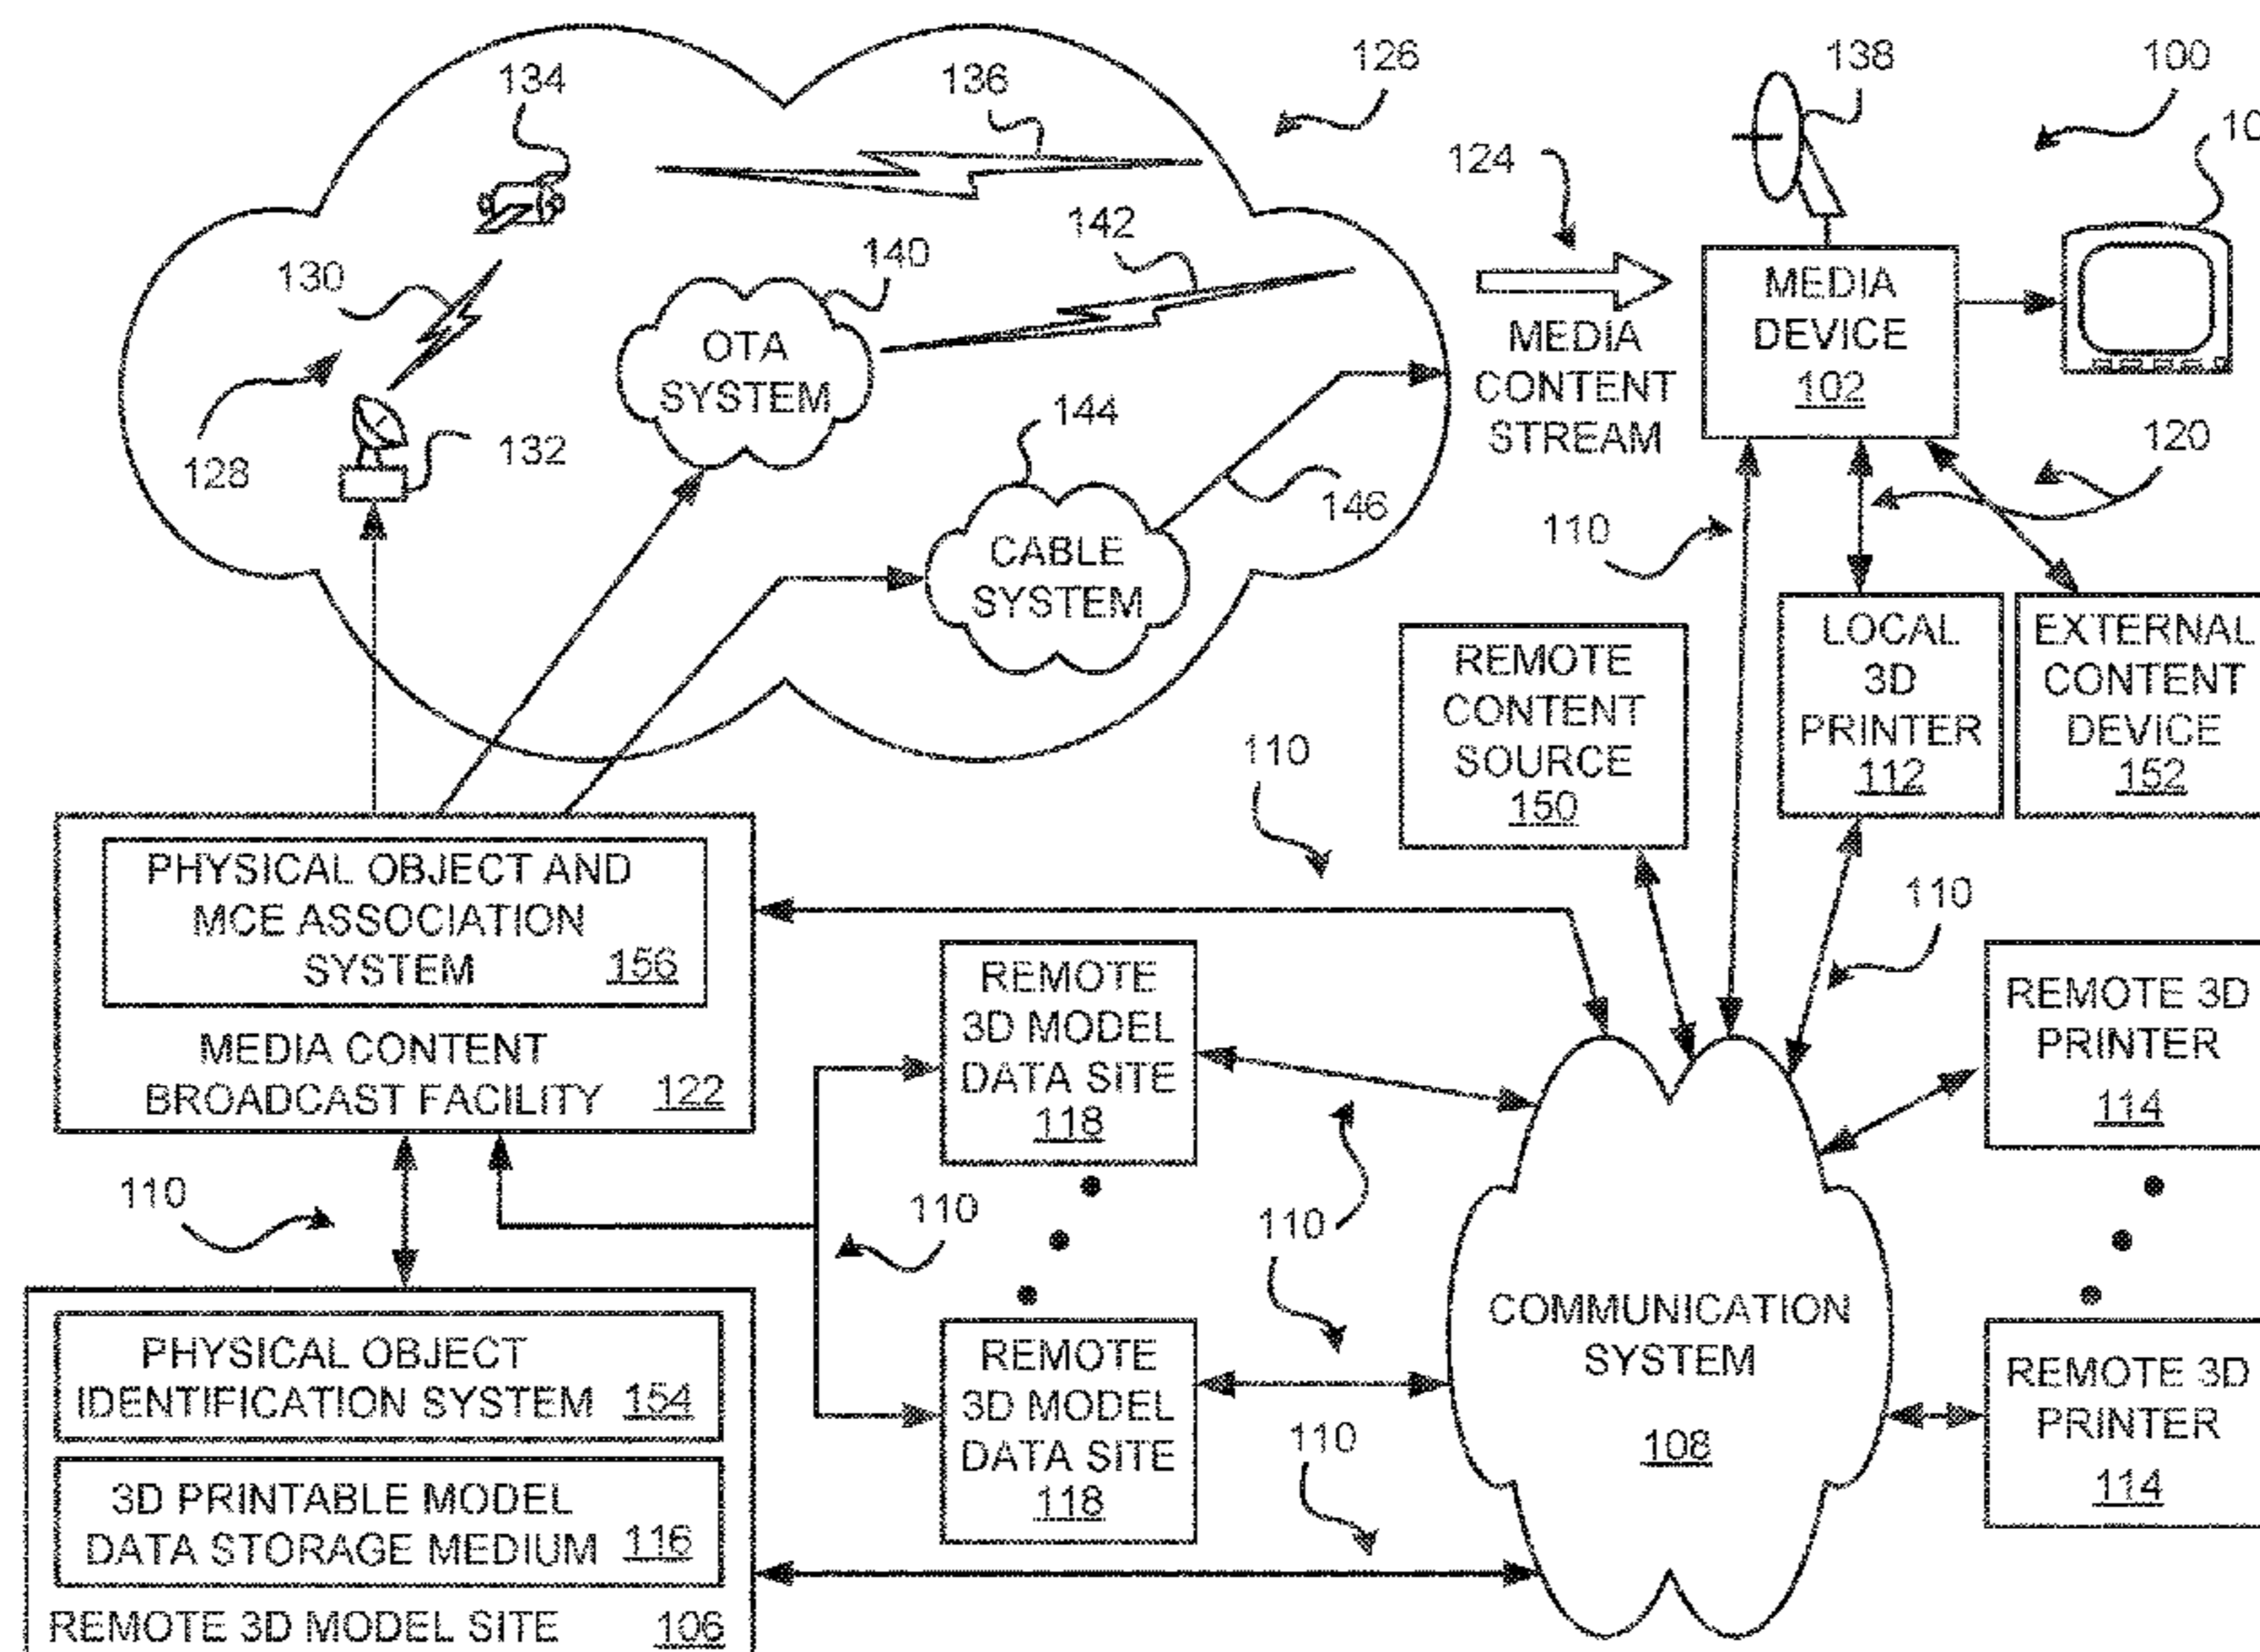 134
136
126
138
100
124
10
130
140
142
OTA
SYSTEM
MEDIA
CONTENT
STREAM
MEDIA
DEVICE
102
128
132
144
146
120
110
CABLE
SYSTEM
REMOTE
CONTENT
SOURCE
150
LOCAL
3D
PRINTER
112
EXTERNAL
CONTENT
DEVICE
152
110
110
PHYSICAL OBJECT AND
MCE ASSOCIATION
SYSTEM 156
MEDIA CONTENT
BROADCAST FACILITY 122
REMOTE
3D MODEL
DATA SITE
118
REMOTE 3D
PRINTER
114
110
110
110
PHYSICAL OBJECT
IDENTIFICATION SYSTEM 154
3D PRINTABLE MODEL
DATA STORAGE MEDIUM 116
REMOTE 3D MODEL SITE 106
REMOTE
3D MODEL
DATA SITE
118
110
COMMUNICATION
SYSTEM
108
REMOTE 3D
PRINTER
114